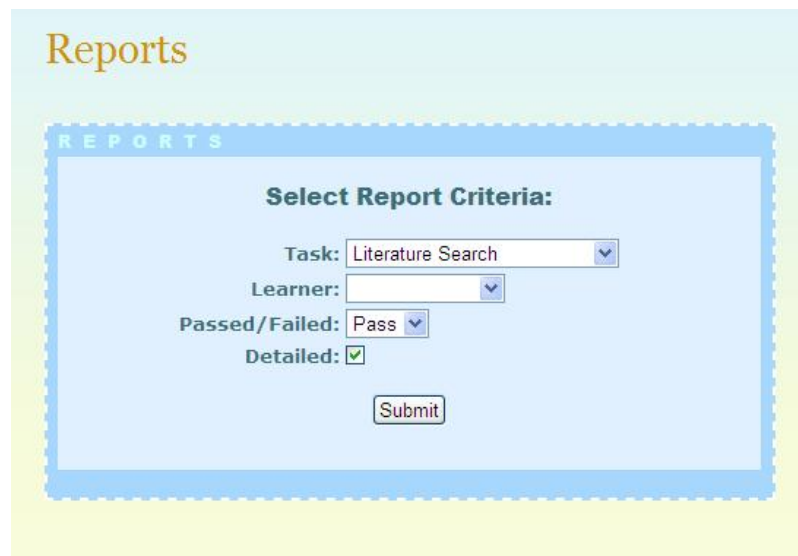 Reports
REPORTS
Select Report Criteria:
Task: Literature Search
Learner:
Passed/Failed: Pass
Detailed:
Submit